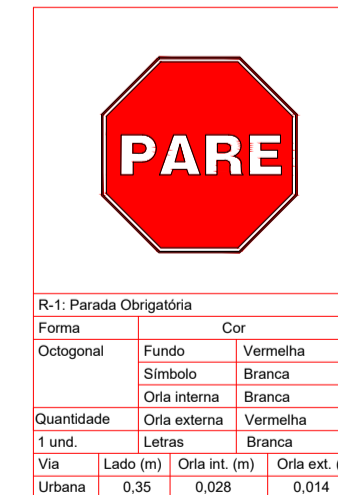 PARE
R-1: Parada Obrigatória
Forma Cor
Octogonal Fundo Vermelha
Símbolo Branca
Orla interna Branca
Quantidade Orla externa Vermelha
1 und. Letras Branca
Via Lado (m) Orla int. (m) Orla ext. (
Urbana 0,35 0,028 0,014